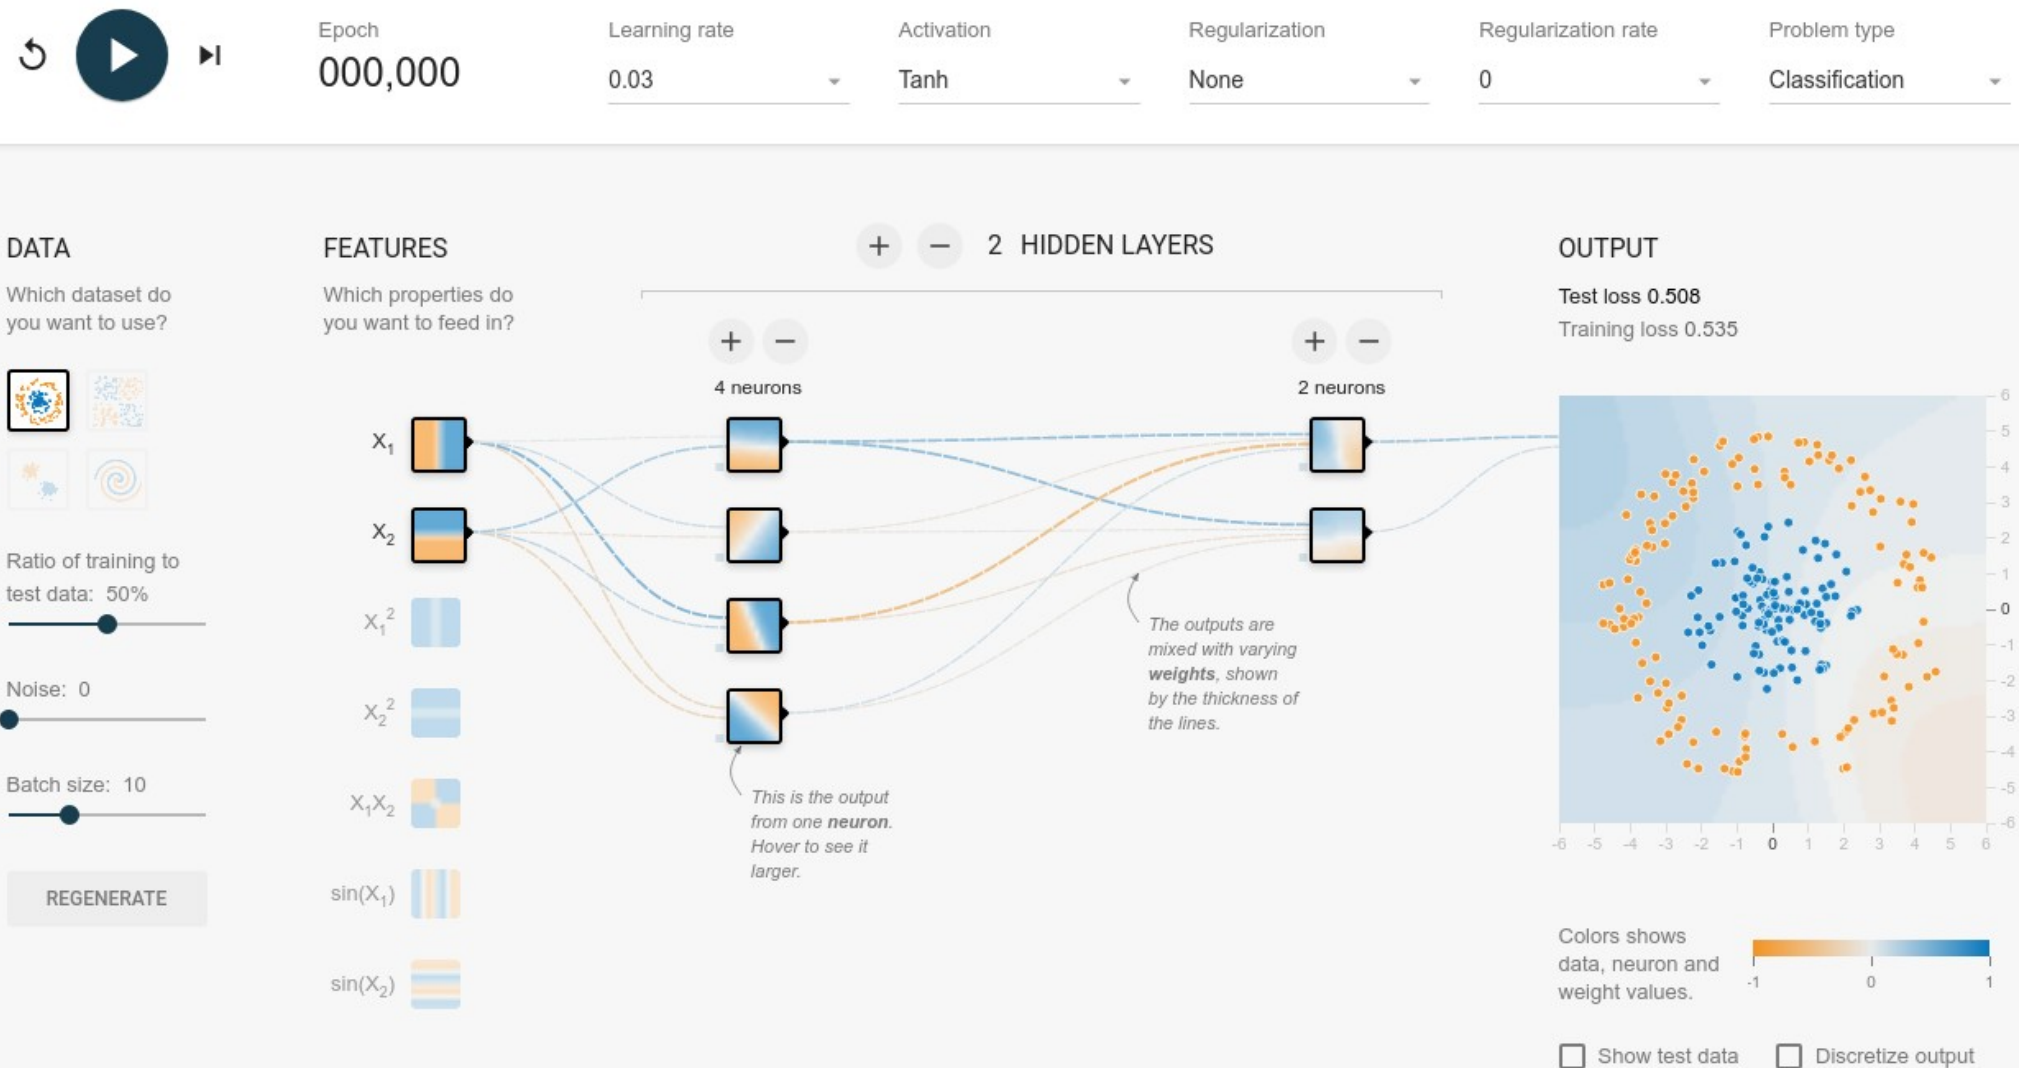 Epoch
000,000
Learning rate
0.03
Activation
Tanh
Regularization
None
Regularization rate
0
Problem type
Classification
DATA
Which dataset do
you want to use?
Ratio of training to
test data: 50%
Noise: 0
Batch size: 10
REGENERATE
FEATURES
Which properties do
you want to feed in?
X₁
X₂
X₁²
X₂²
X₁X₂
sin(X₁)
sin(X₂)
+ − 2 HIDDEN LAYERS
+ −
4 neurons
+ −
2 neurons
This is the output
from one neuron.
Hover to see it
larger.
The outputs are
mixed with varying
weights, shown
by the thickness of
the lines.
OUTPUT
Test loss 0.508
Training loss 0.535
6
5
4
3
2
1
0
-1
-2
-3
-4
-5
-6
-6 -5 -4 -3 -2 -1 0 1 2 3 4 5 6
Colors shows
data, neuron and
weight values.
-1 0 1
Show test data
Discretize output